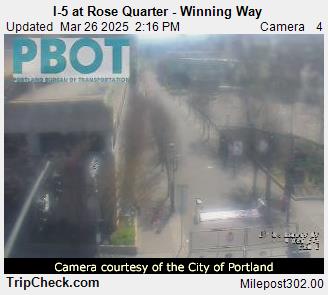 I-5 at Rose Quarter - Winning Way
Updated Mar 26 2025 2:16 PM Camera 4
PBOT
PORTLAND BUREAU OF TRANSPORTATION
Camera courtesy of the City of Portland
TripCheck.com Milepost302.00